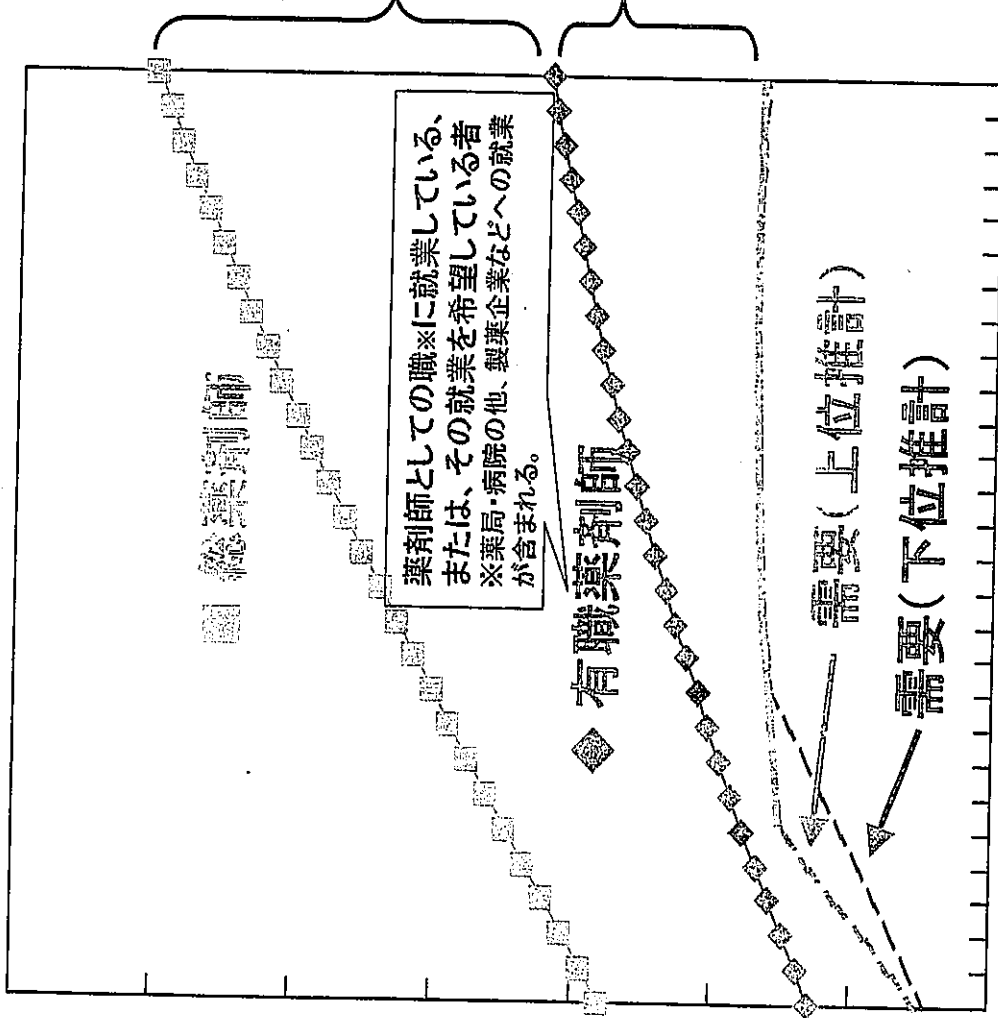 総薬剤師
薬剤師としての職※に就業している、
または、その就業を希望している者
※薬局・病院の他、製薬企業などへの就業
が含まれる。
有職薬剤師
需要(上位推計)
需要(下位推計)